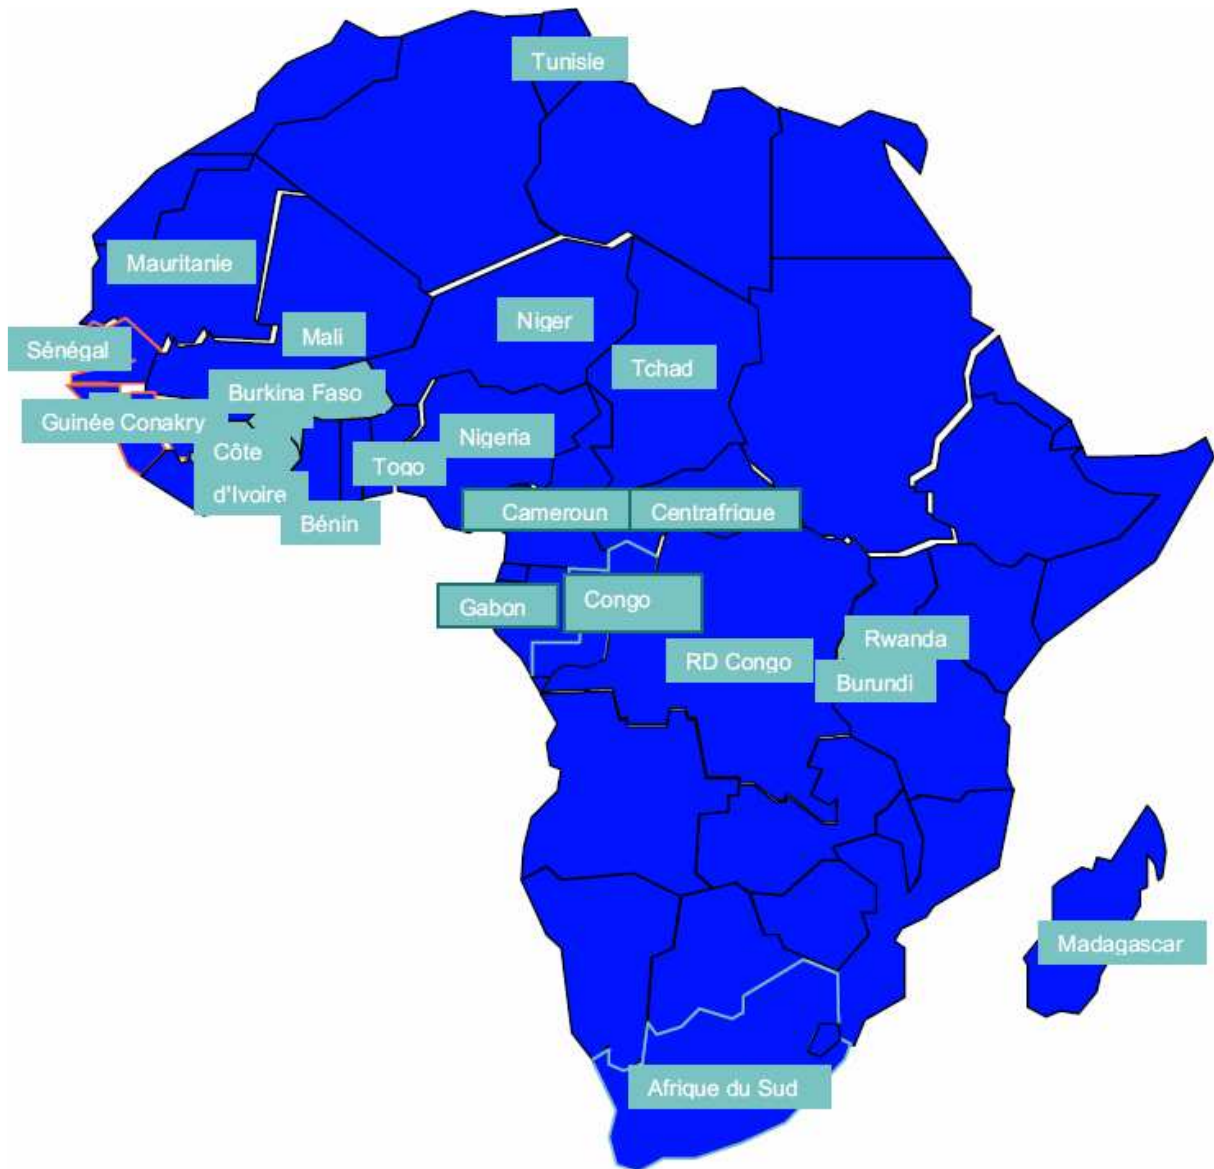 Tunisie
Mauritanie
Niger
Mali
Sénégal
Tchad
Burkina Faso
Guinée Conakry
Nigeria
Côte
d'Ivoire
Togo
Bénin
Cameroun
Centrafrique
Gabon
Congo
Rwanda
RD Congo
Burundi
Madagascar
Afrique du Sud